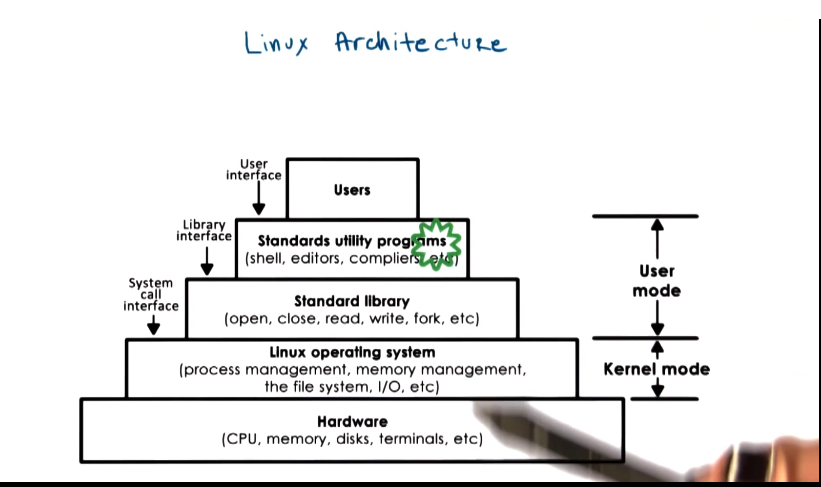 Linux Architecture
User
interface
Users
Library
interface
Standards utility programs
(shell, editors, compliers, etc)
System
call
interface
Standard library
(open, close, read, write, fork, etc)
User
mode
Linux operating system
(process management, memory management,
the file system, I/O, etc)
Kernel mode
Hardware
(CPU, memory, disks, terminals, etc)